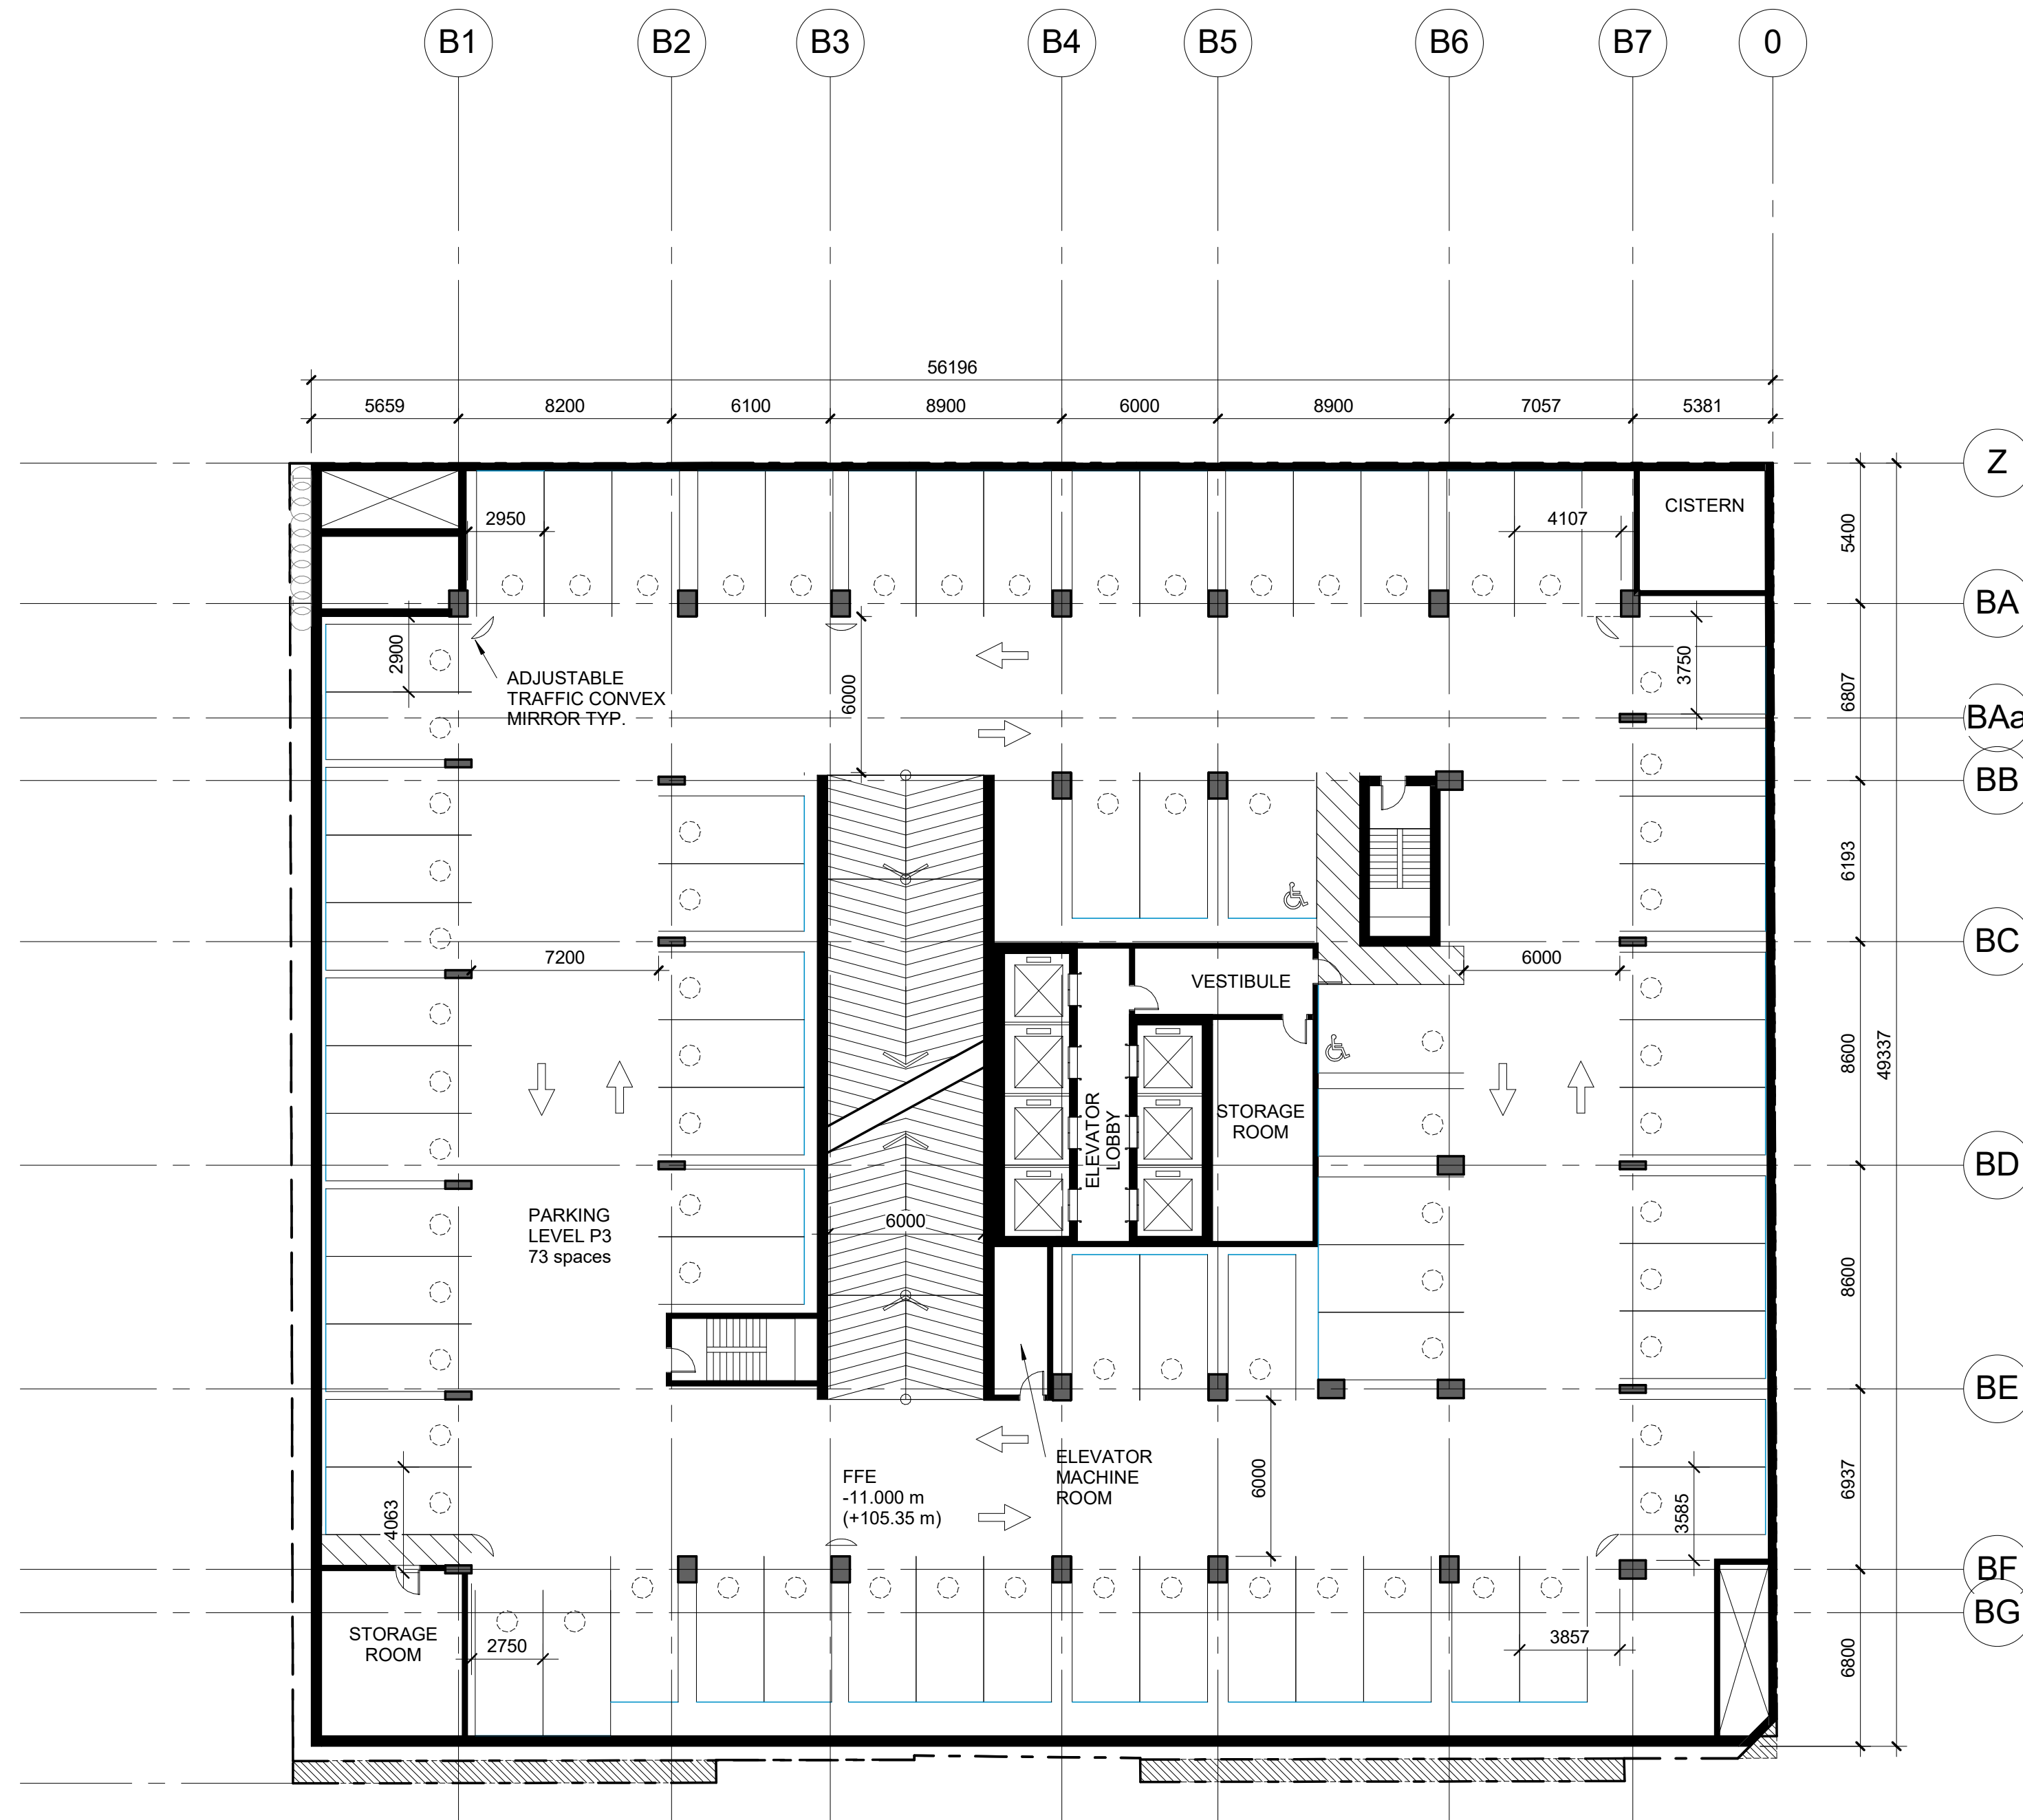 B1 B2 B3 B4 B5 B6 B7 0
56196
5659 8200 6100 8900 6000 8900 7057 5381
Z
CISTERN
2950
4107
5400
BA
2900
3750
ADJUSTABLE
TRAFFIC CONVEX
MIRROR TYP.
6000
6807
BAa
BB
6193
BC
7200
VESTIBULE
6000
8600
49337
ELEVATOR
LOBBY
STORAGE
ROOM
BD
PARKING
LEVEL P3
73 spaces
6000
8600
BE
ELEVATOR
MACHINE
ROOM
FFE
-11.000 m
(+105.35 m)
6000
4063
3585
6937
BF
BG
STORAGE
ROOM
2750
3857
6800